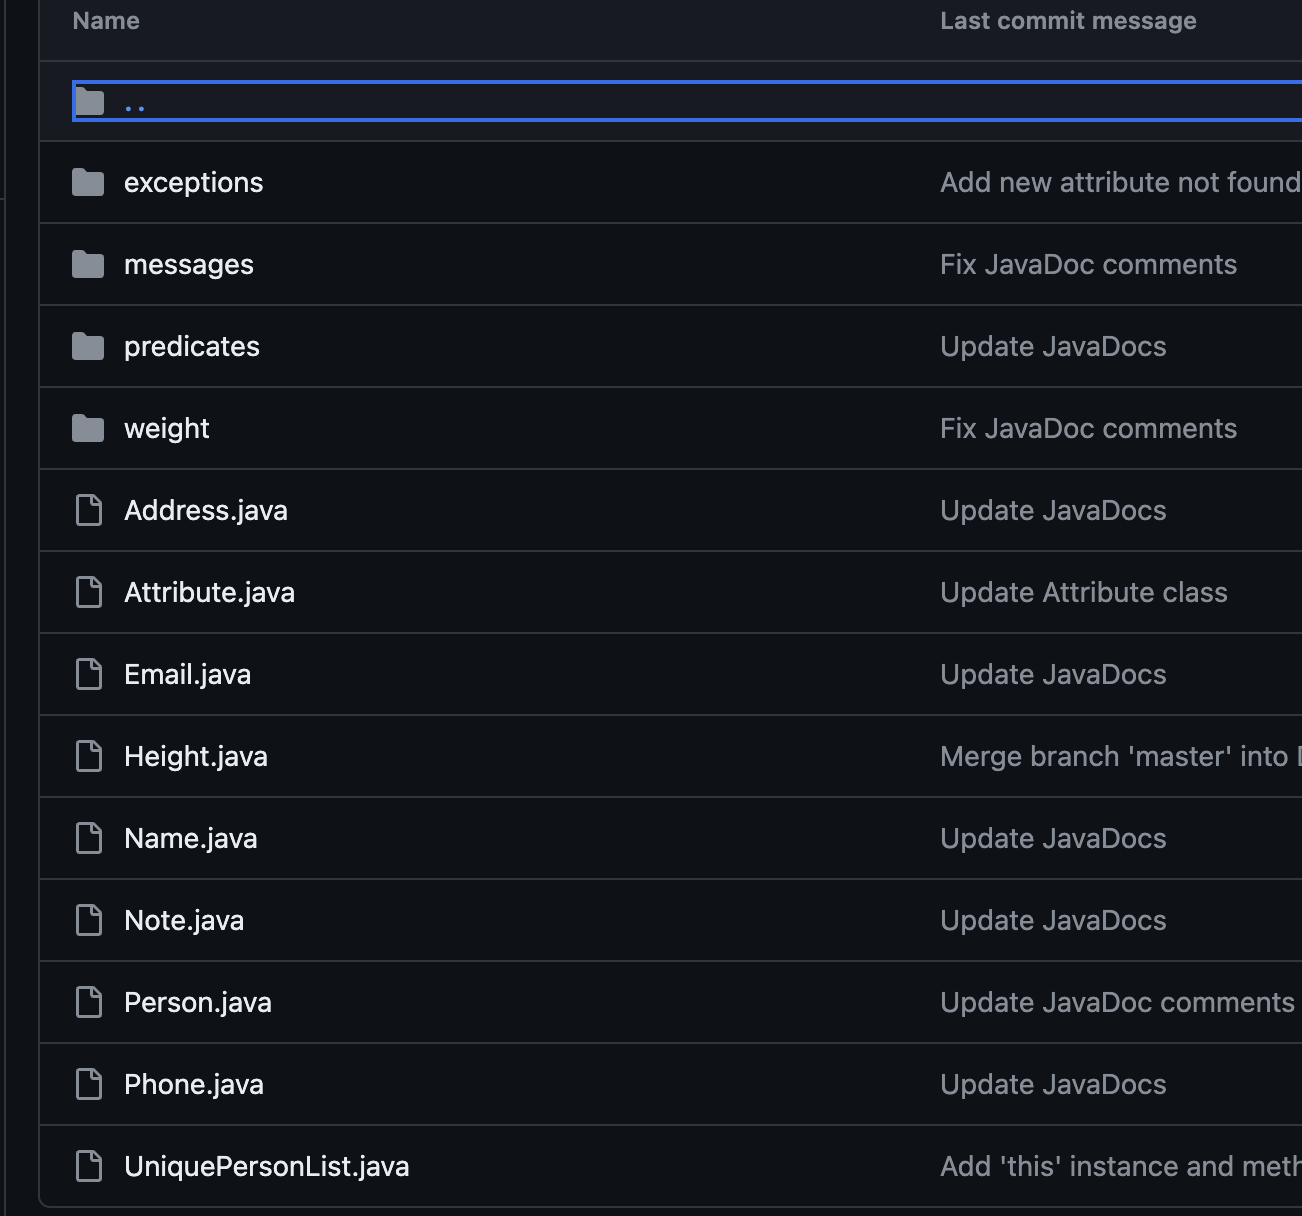 Name Last commit message
..
exceptions Add new attribute not found
messages Fix JavaDoc comments
predicates Update JavaDocs
weight Fix JavaDoc comments
Address.java Update JavaDocs
Attribute.java Update Attribute class
Email.java Update JavaDocs
Height.java Merge branch 'master' into
Name.java Update JavaDocs
Note.java Update JavaDocs
Person.java Update JavaDoc comments
Phone.java Update JavaDocs
UniquePersonList.java Add 'this' instance and meth